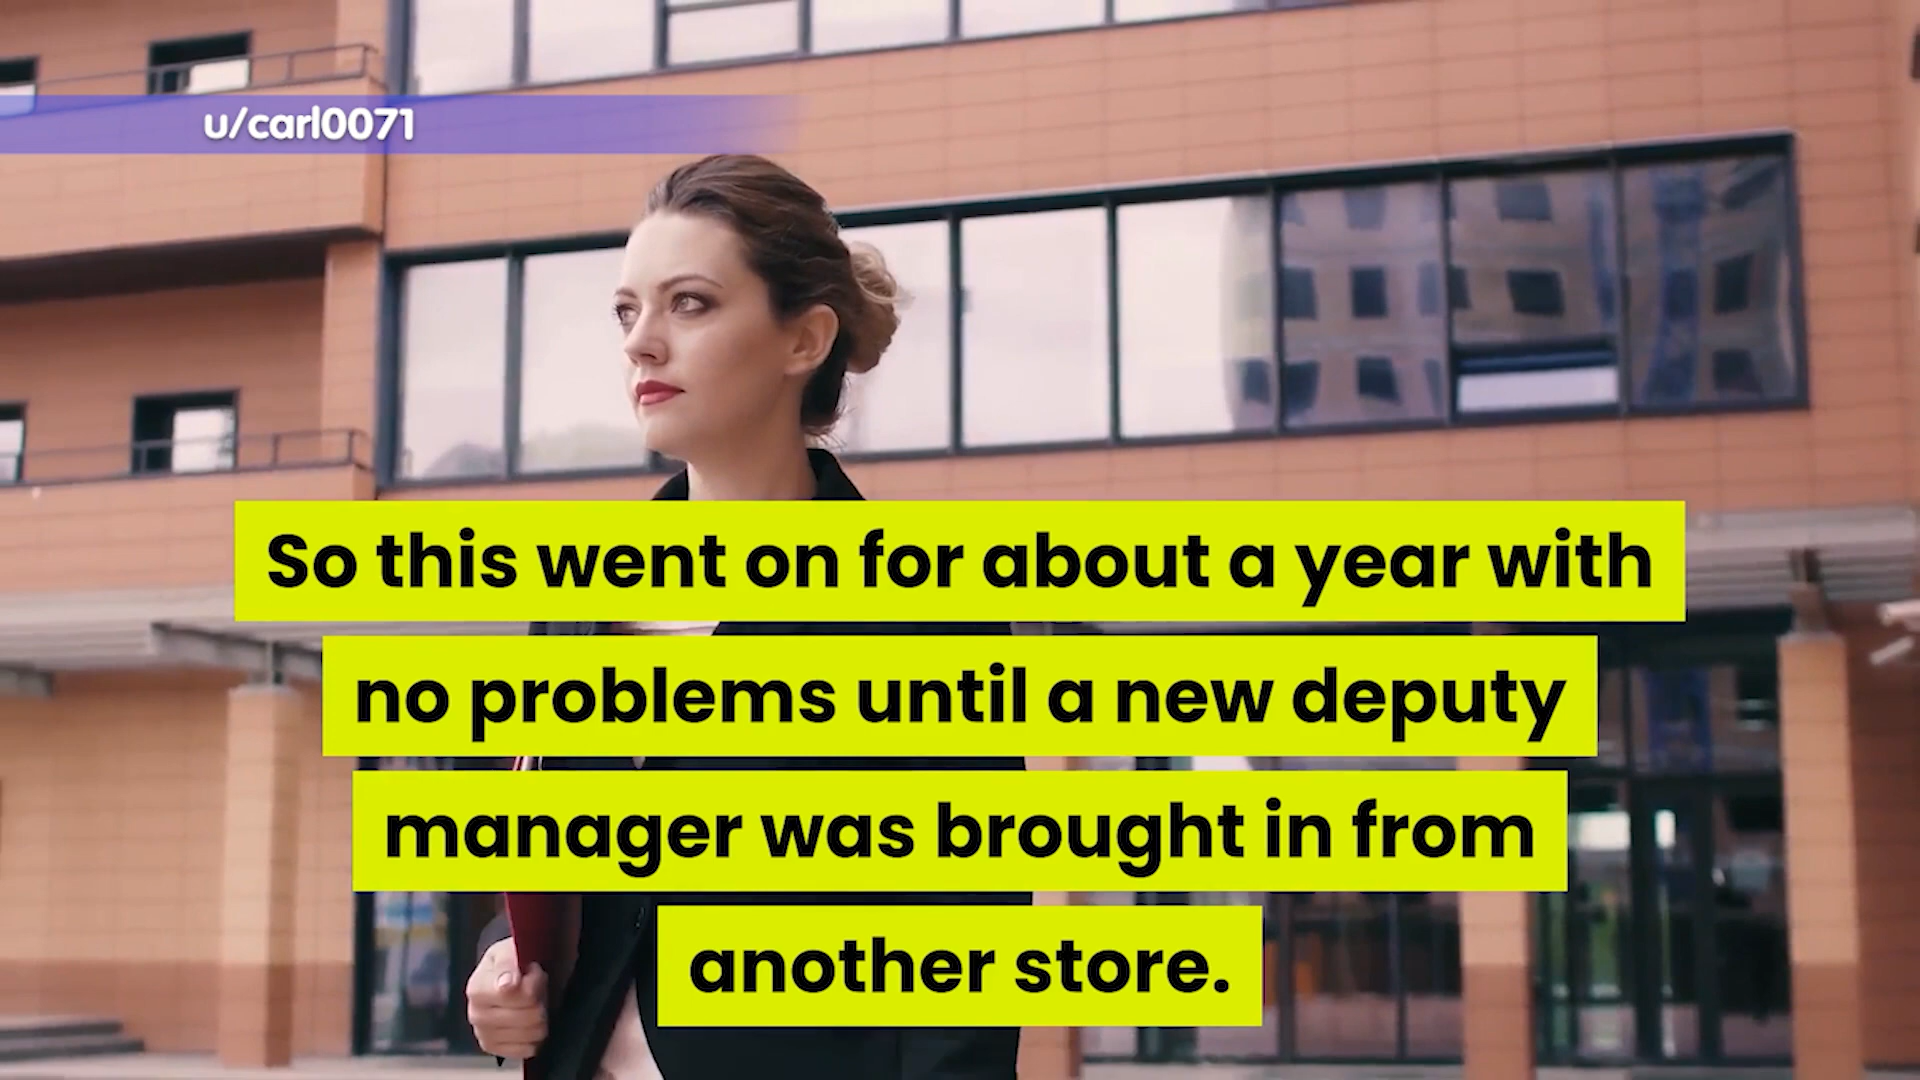 u/carl0071
So this went on for about a year with
no problems until a new deputy
manager was brought in from
another store.